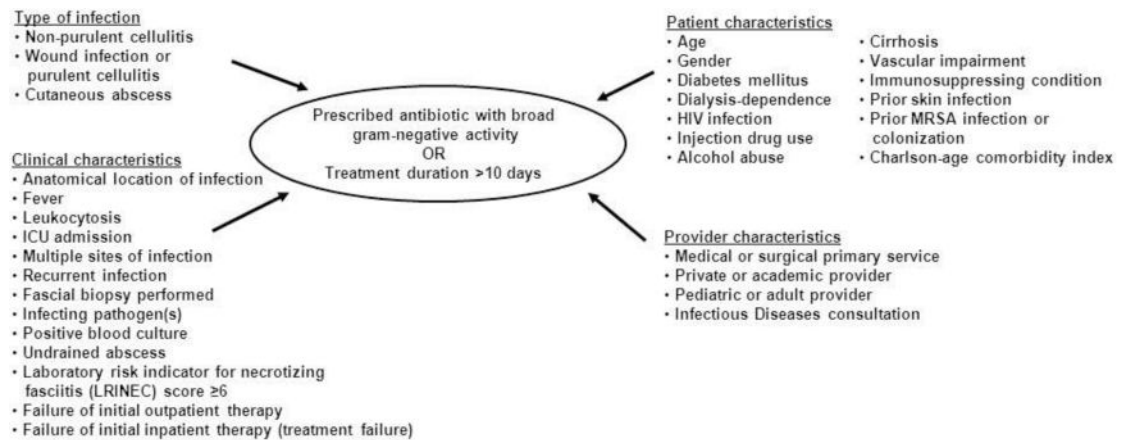 Type of infection
• Non-purulent cellulitis
• Wound infection or
purulent cellulitis
• Cutaneous abscess
Clinical characteristics
• Anatomical location of infection
• Fever
• Leukocytosis
• ICU admission
• Multiple sites of infection
• Recurrent infection
• Fascial biopsy performed
• Infecting pathogen(s)
• Positive blood culture
• Undrained abscess
• Laboratory risk indicator for necrotizing
fasciitis (LRINEC) score ≥6
• Failure of initial outpatient therapy
• Failure of initial inpatient therapy (treatment failure)
Prescribed antibiotic with broad
gram-negative activity
OR
Treatment duration >10 days
Patient characteristics
• Age
• Gender
• Diabetes mellitus
• Dialysis-dependence
• HIV infection
• Injection drug use
• Alcohol abuse
• Cirrhosis
• Vascular impairment
• Immunosuppressing condition
• Prior skin infection
• Prior MRSA infection or
colonization
• Charlson-age comorbidity index
Provider characteristics
• Medical or surgical primary service
• Private or academic provider
• Pediatric or adult provider
• Infectious Diseases consultation